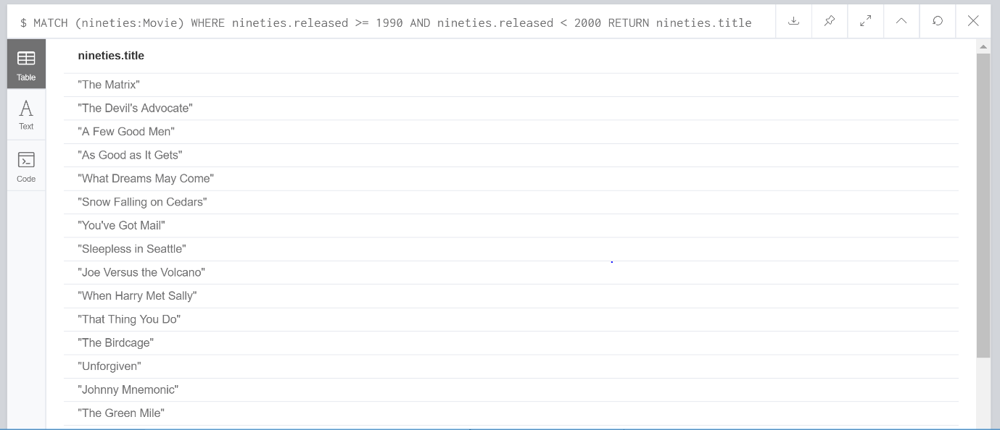 $ MATCH (nineties:Movie) WHERE nineties.released >= 1990 AND nineties.released < 2000 RETURN nineties.title
Table
Text
Code
nineties.title
"The Matrix"
"The Devil's Advocate"
"A Few Good Men"
"As Good as It Gets"
"What Dreams May Come"
"Snow Falling on Cedars"
"You've Got Mail"
"Sleepless in Seattle"
"Joe Versus the Volcano"
"When Harry Met Sally"
"That Thing You Do"
"The Birdcage"
"Unforgiven"
"Johnny Mnemonic"
"The Green Mile"